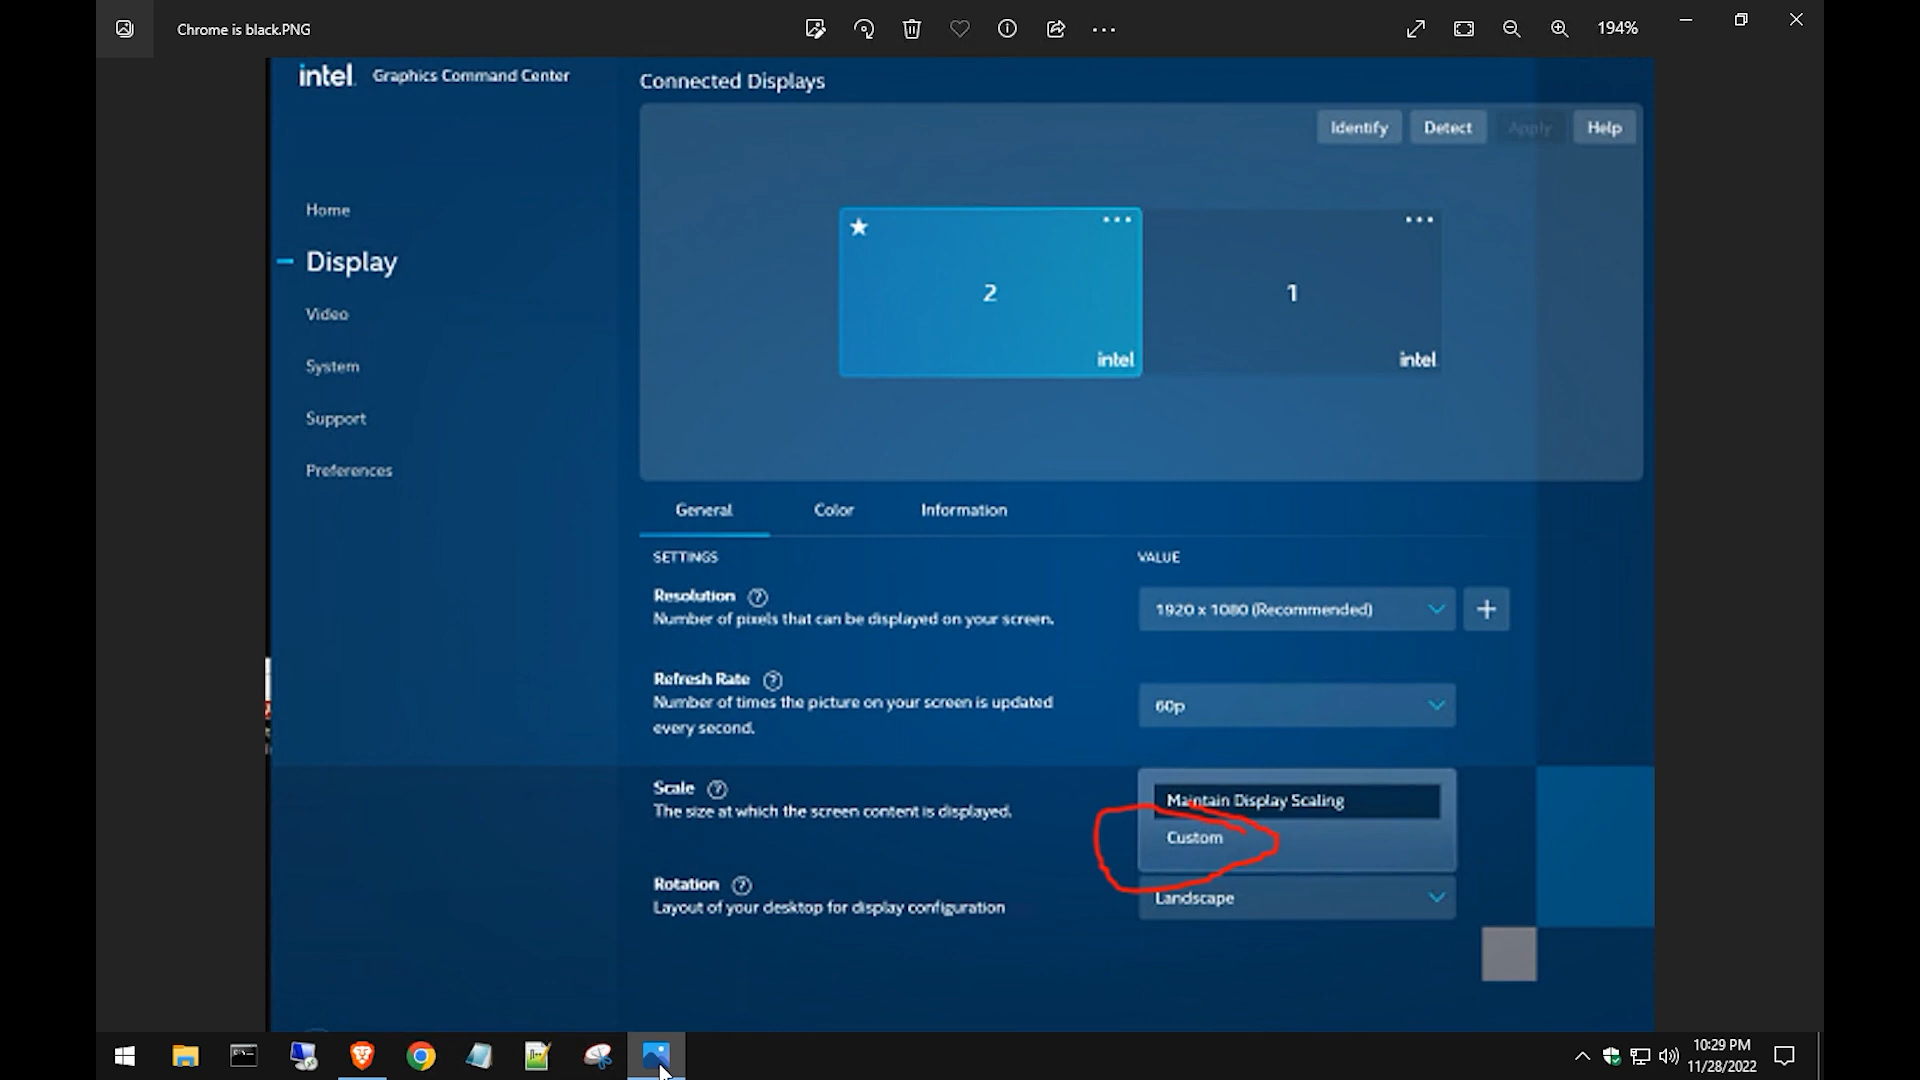 Chrome is black.PNG
194%
intel. Graphics Command Center
Connected Displays
Identify
Detect
Apply
Help
Home
Display
Video
System
Support
Preferences
2
intel
1
intel
General
Color
Information
SETTINGS
VALUE
Resolution ?
Number of pixels that can be displayed on your screen.
1920 x 1080 (Recommended)
Refresh Rate ?
Number of times the picture on your screen is updated
every second.
60p
Scale ?
The size at which the screen content is displayed.
Maintain Display Scaling
Custom
Rotation ?
Layout of your desktop for display configuration
Landscape
10:29 PM
11/28/2022